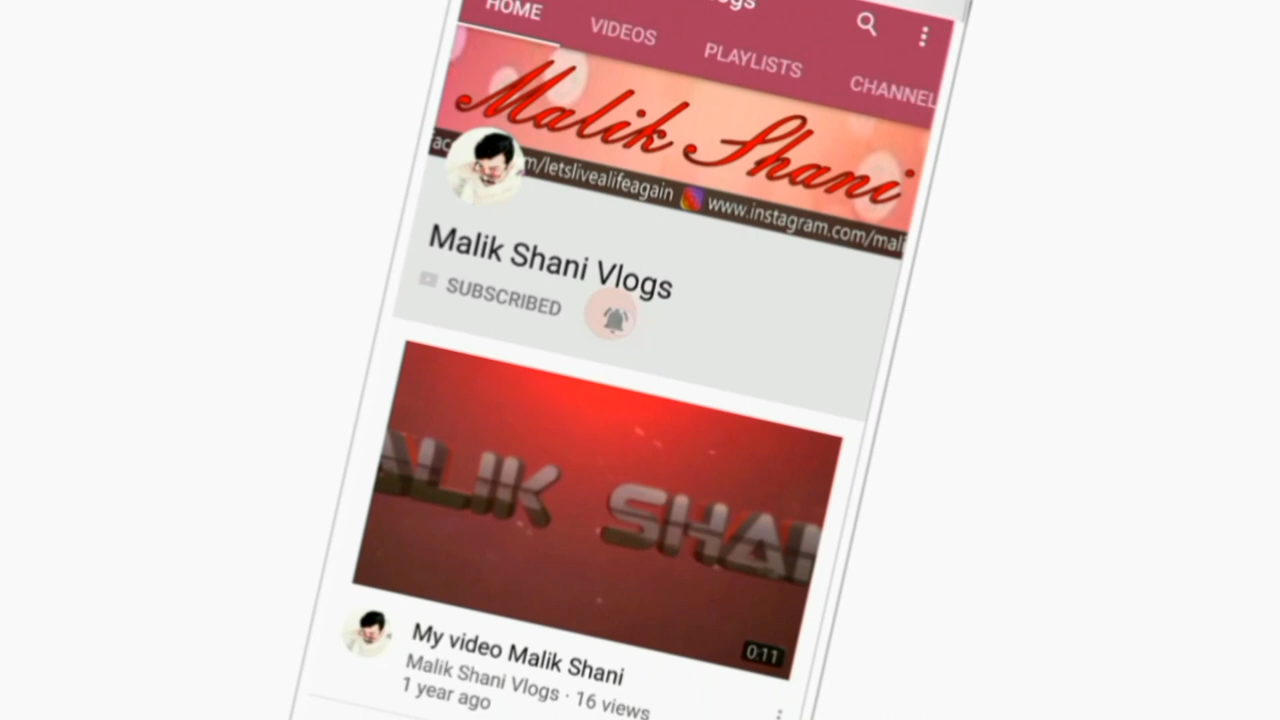 HOME VIDEOS PLAYLISTS CHANNEL
Malik Shani
m/letslivealifeagain www.instagram.com/mali
Malik Shani Vlogs
SUBSCRIBED
ALIK SHAN
0:11
My video Malik Shani
Malik Shani Vlogs · 16 views
1 year ago